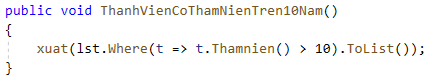 public void ThanhVienCoThamNienTren10Nam()
{
xuat(lst.Where(t => t.Thamnien() > 10).ToList());
}